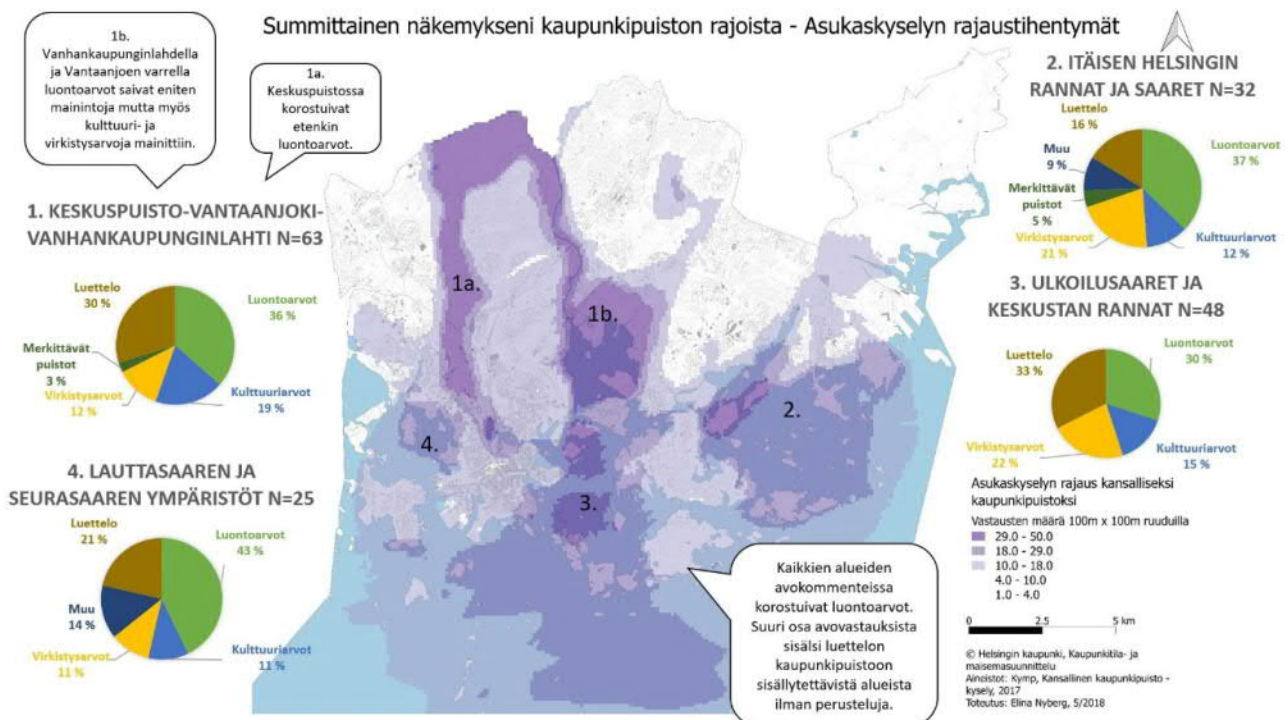 Summittainen näkemykseni kaupunkipuiston rajoista - Asukaskyselyn rajaustihentymät
1b.
Vanhankaupunginlahdella
ja Vantaanjoen varrella
luontoarvot saivat eniten
mainintoja mutta myös
kulttuuri- ja
virkistysarvoja mainittiin.
1a.
Keskuspuistossa
korostuivat
etenkin
luontoarvot.
1. KESKUSPUISTO-VANTAANJOKI-
VANHANKAUPUNGINLAHTI N=63
Luettelo
30 %
Luontoarvot
36 %
Merkittävät
puistot
3 %
Virkistysarvot
12 %
Kulttuuriarvot
19 %
4. LAUTTASAAREN JA
SEURASAAREN YMPÄRISTÖT N=25
Luettelo
21 %
Luontoarvot
43 %
Muu
14 %
Virkistysarvot
11 %
Kulttuuriarvot
11 %
1a.
1b.
2.
4.
3.
Kaikkien alueiden
avokommenteissa
korostuivat luontoarvot.
Suuri osa avovastauksista
sisälsi luettelon
kaupunkipuistoon
sisällytettävistä alueista
ilman perusteluja.
2. ITÄISEN HELSINGIN
RANNAT JA SAARET N=32
Luettelo
16 %
Luontoarvot
37 %
Muu
9 %
Merkittävät
puistot
5 %
Virkistysarvot
21 %
Kulttuuriarvot
12 %
3. ULKOILUSAARET JA
KESKUSTAN RANNAT N=48
Luettelo
33 %
Luontoarvot
30 %
Virkistysarvot
22 %
Kulttuuriarvot
15 %
Asukaskyselyn rajaus kansalliseksi
kaupunkipuistoksi
Vastausten määrä 100m x 100m ruuduilla
29.0 - 50.0
18.0 - 29.0
10.0 - 18.0
4.0 - 10.0
1.0 - 4.0
0 2.5 5 km
© Helsingin kaupunki, Kaupunkitila- ja
maisemasuunnittelu
Aineistot: Kymp, Kansallinen kaupunkipuisto -
kysely, 2017
Toteutus: Elina Nyberg, 5/2018